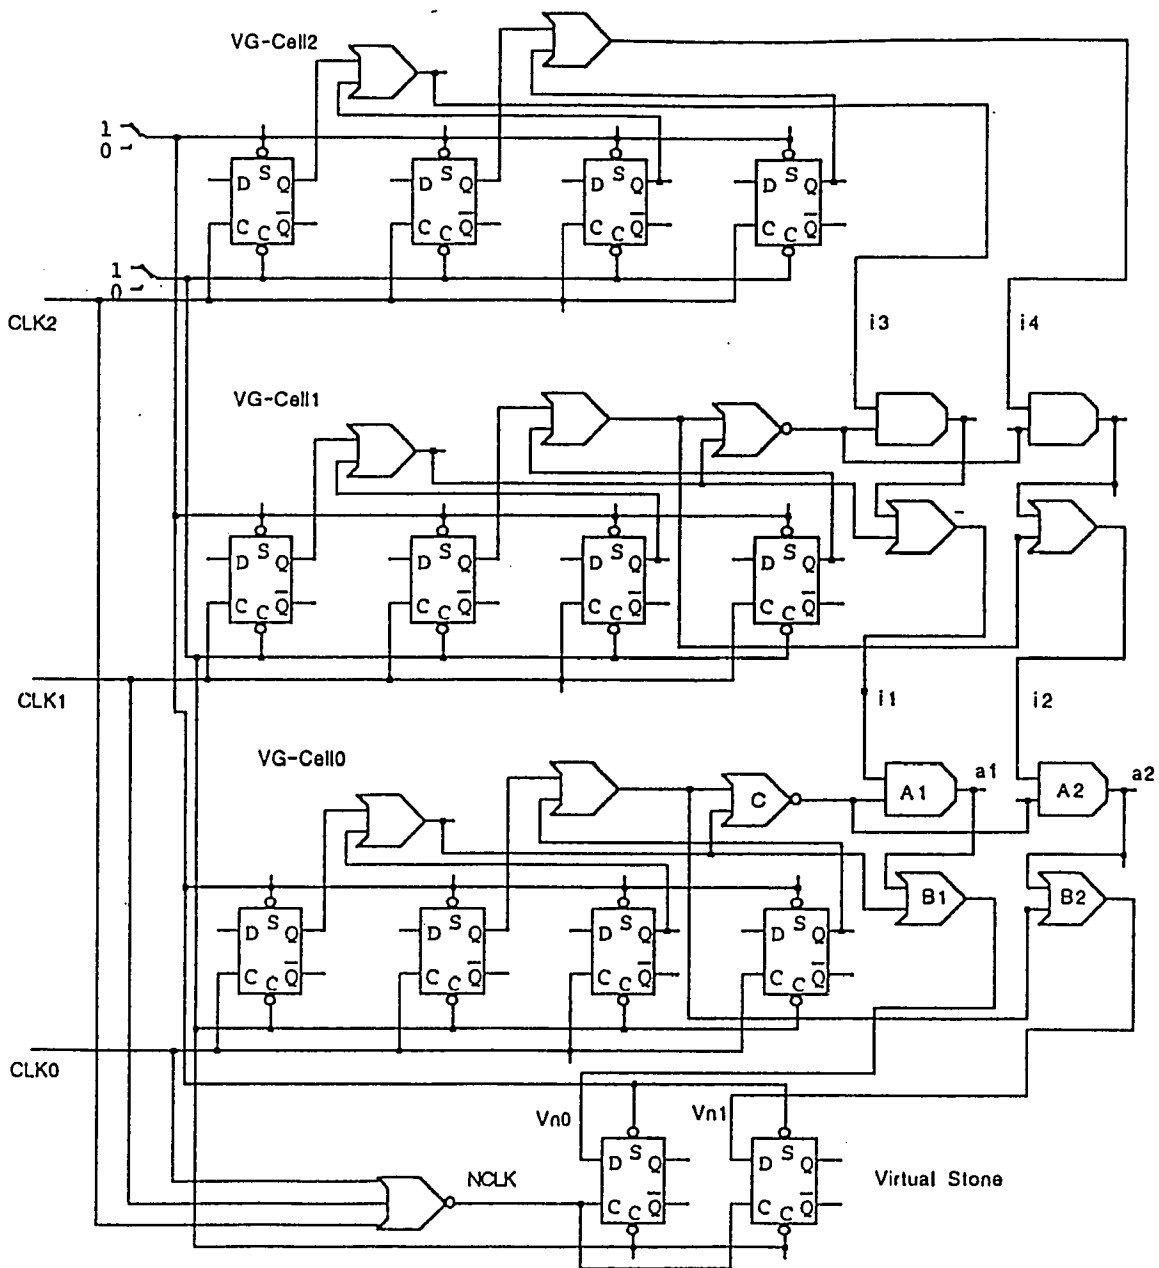 VG-Cell2
1
0
D S Q
C C Q
D S Q
C C Q
D S Q
C C Q
D S Q
C C Q
1
0
CLK2
i3
i4
VG-Cell1
D S Q
C C Q
D S Q
C C Q
D S Q
C C Q
D S Q
C C Q
CLK1
i1
i2
VG-Cell0
C
A1
a1
A2
a2
B1
B2
D S Q
C C Q
D S Q
C C Q
D S Q
C C Q
D S Q
C C Q
CLK0
Vn0
Vn1
D S Q
C C Q
D S Q
C C Q
NCLK
Virtual Stone